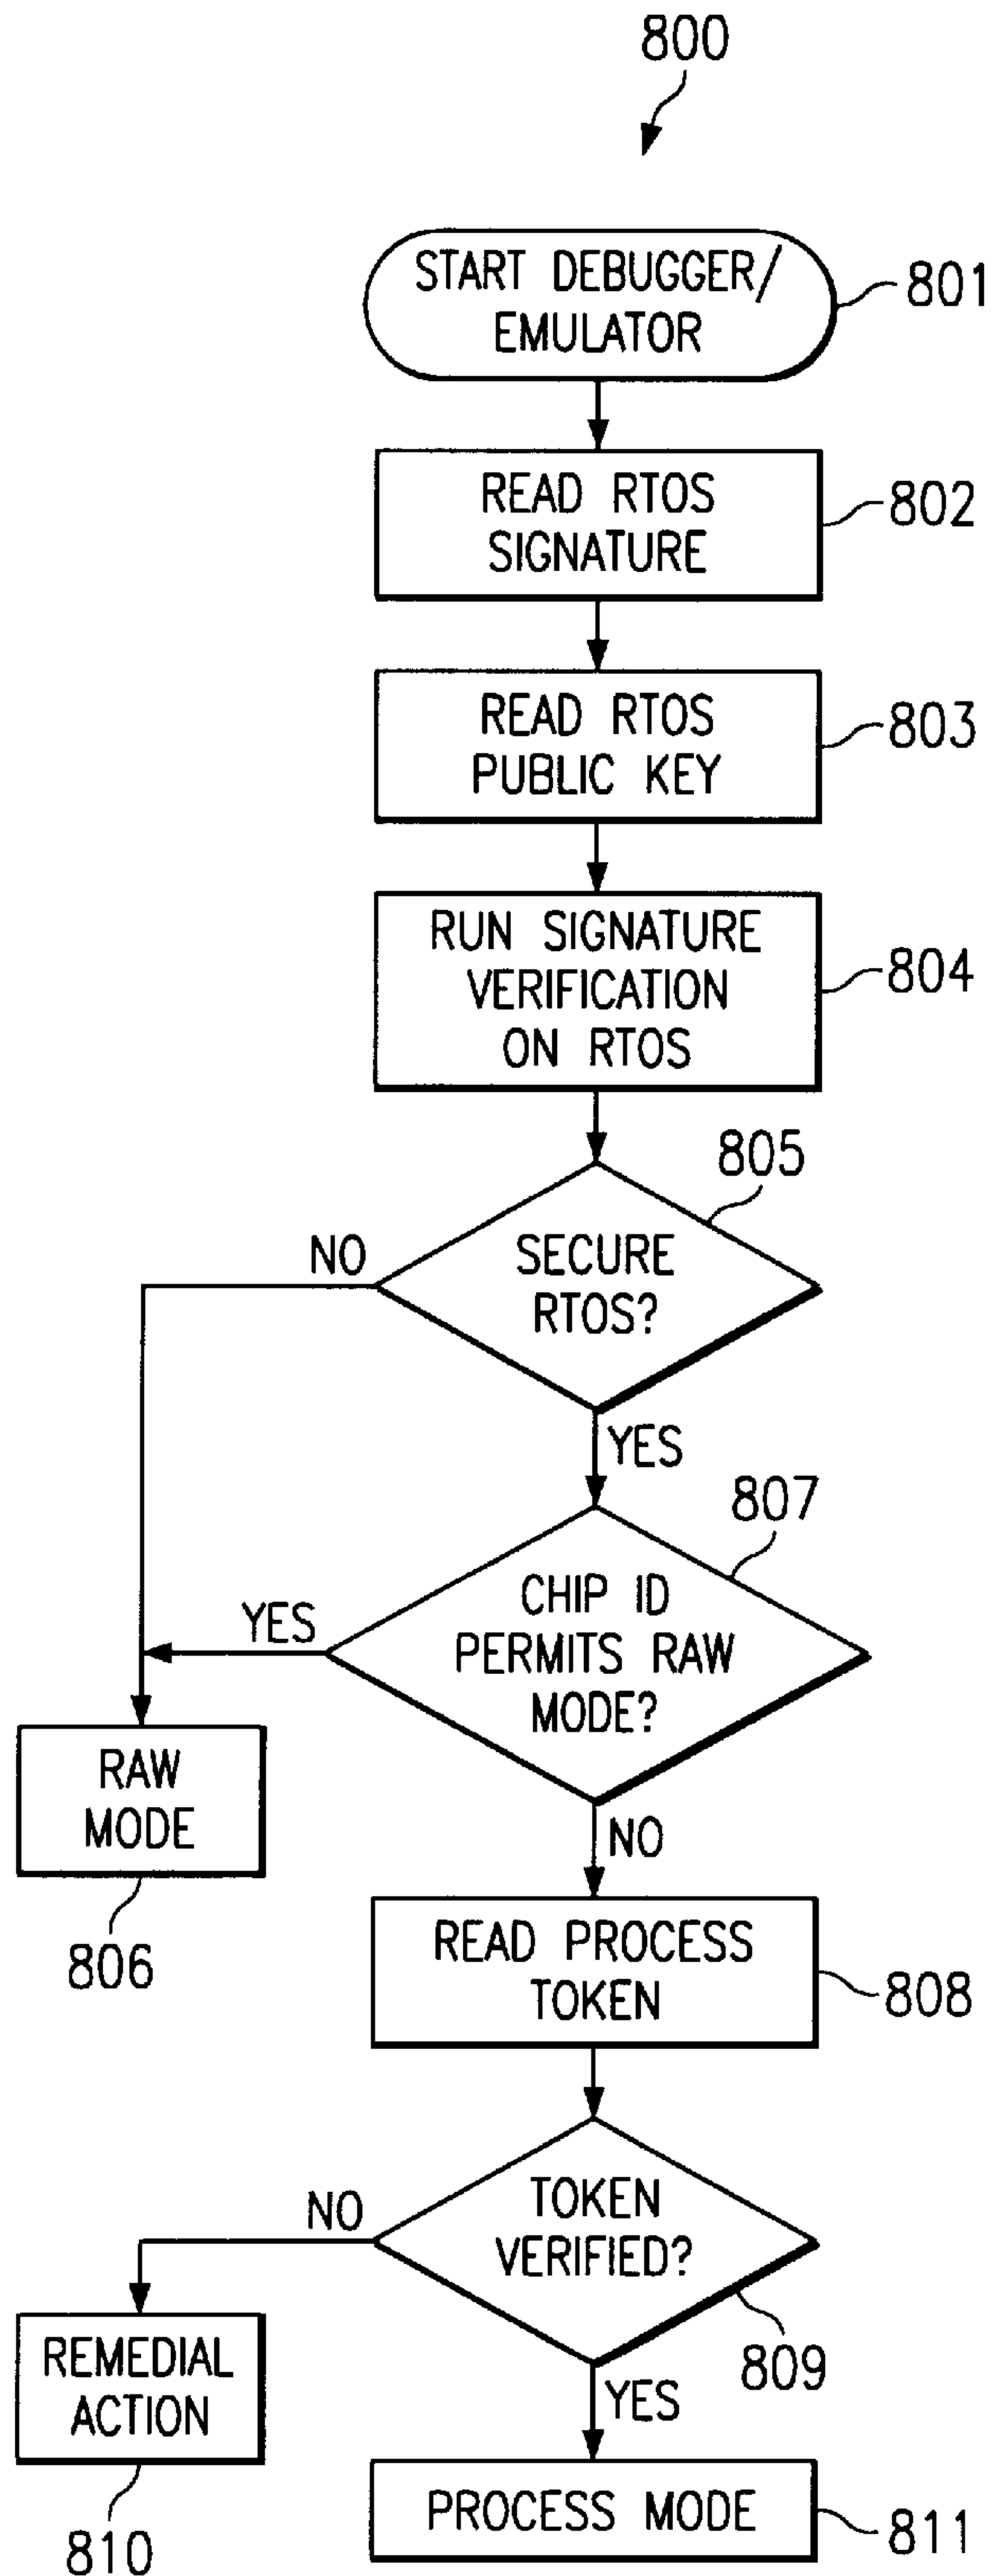 800
START DEBUGGER/
EMULATOR
801
READ RTOS
SIGNATURE
802
READ RTOS
PUBLIC KEY
803
RUN SIGNATURE
VERIFICATION
ON RTOS
804
805
SECURE
RTOS?
NO
YES
807
CHIP ID
PERMITS RAW
MODE?
YES
NO
RAW
MODE
806
READ PROCESS
TOKEN
808
TOKEN
VERIFIED?
809
NO
YES
REMEDIAL
ACTION
810
PROCESS MODE
811